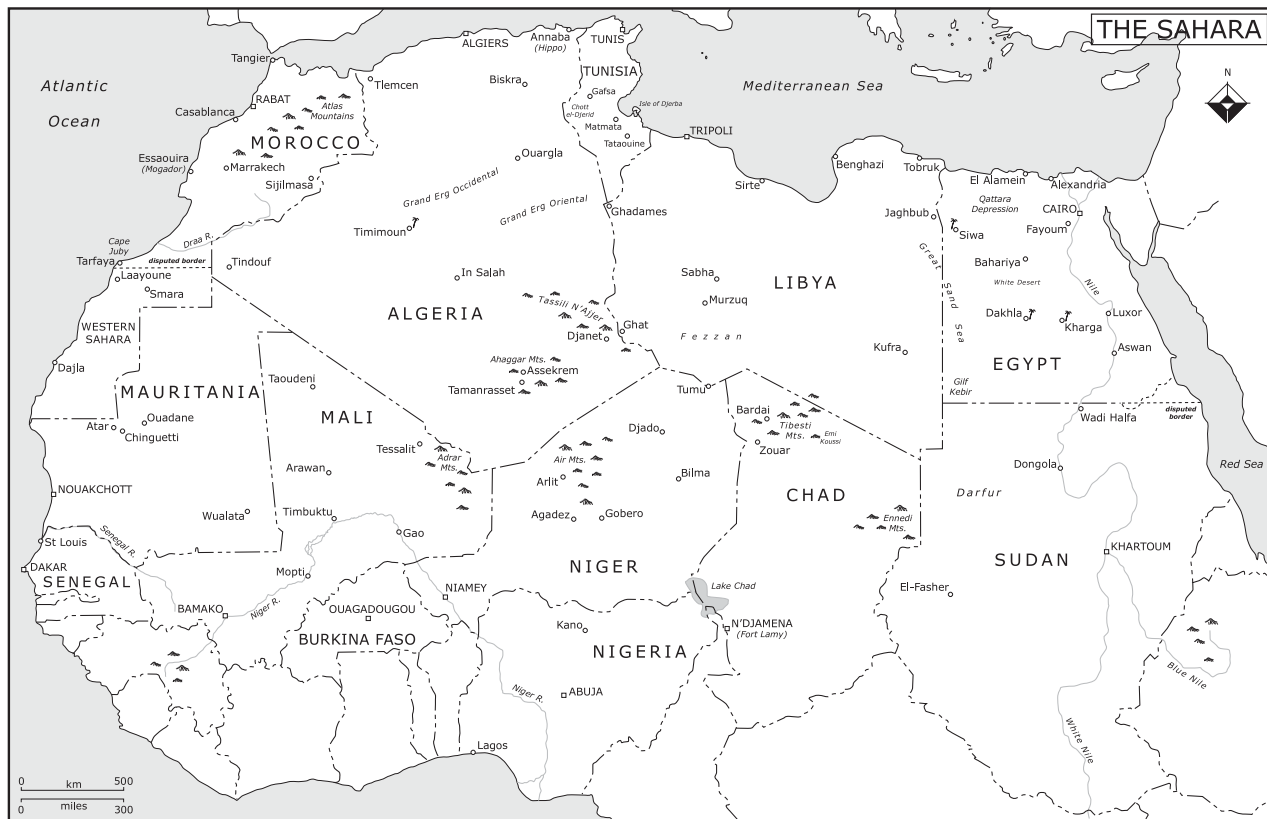 THE SAHARA
N
Atlantic
Ocean
Mediterranean Sea
Red Sea
Tangier
RABAT
Casablanca
Atlas
Mountains
MOROCCO
Essaouira
(Mogador)
Marrakech
Sijilmasa
Draa R.
Cape
Juby
Tarfaya
disputed border
Laayoune
Smara
WESTERN
SAHARA
Dajla
Tindouf
ALGIERS
Annaba
(Hippo)
Tlemcen
Biskra
Ouargla
Grand Erg Occidental
Grand Erg Oriental
Timimoun
In Salah
ALGERIA
Tassili N'Ajjer
Djanet
Ahaggar Mts.
Assekrem
Tamanrasset
TUNIS
TUNISIA
Gafsa
Chott
el-Djerid
Isle of Djerba
Matmata
Tataouine
TRIPOLI
Ghadames
Sirte
Benghazi
Tobruk
Jaghbub
Sabha
Murzuq
LIBYA
Ghat
Fezzan
Kufra
Great Sand Sea
El Alamein
Alexandria
Qattara
Depression
CAIRO
Siwa
Fayoum
Bahariya
White Desert
Nile
Dakhla
Kharga
Luxor
Aswan
EGYPT
Gilf
Kebir
disputed
border
Wadi Halfa
MAURITANIA
Ouadane
Atar
Chinguetti
NOUAKCHOTT
Wualata
MALI
Taoudeni
Tessalit
Adrar
Mts.
Arawan
Timbuktu
Gao
Mopti
BAMAKO
Niger R.
St Louis
Senegal R.
DAKAR
SENEGAL
OUAGADOUGOU
BURKINA FASO
NIAMEY
Tumu
Djado
Air Mts.
Arlit
Bilma
Agadez
Gobero
NIGER
Bardai
Tibesti
Mts.
Emi
Koussi
Zouar
CHAD
Ennedi
Mts.
Lake Chad
N'DJAMENA
(Fort Lamy)
Kano
NIGERIA
Niger R.
ABUJA
Lagos
Dongola
Darfur
SUDAN
KHARTOUM
El-Fasher
Blue Nile
White Nile
0 500
km
miles
0 300